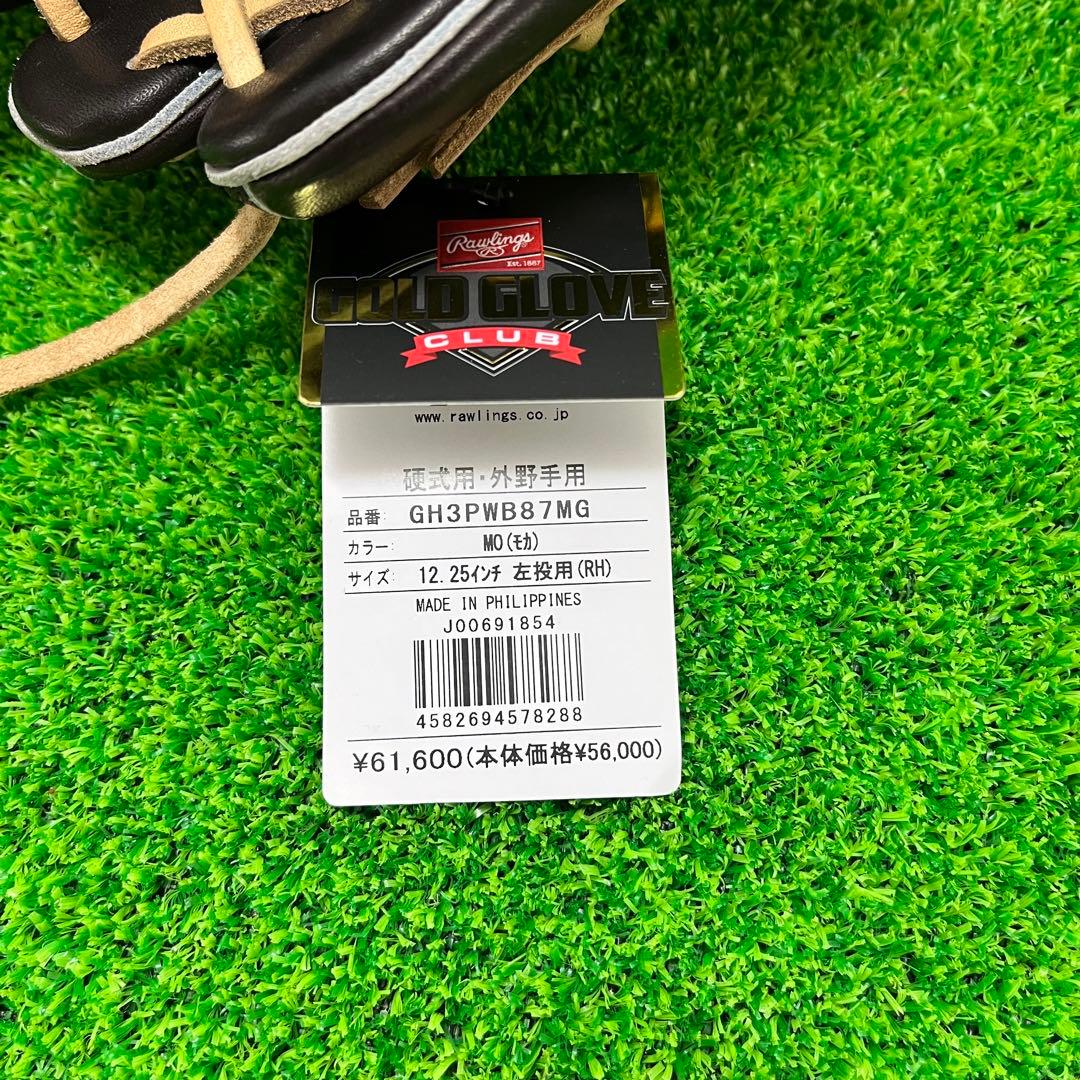 Rawlings
R
Est. 1887
GOLD GLOVE
CLUB
www.rawlings.co.jp
硬式用・外野手用
品番: GH3PWB87MG
カラー: MO(ﾓｶ)
サイズ: 12.25ｲﾝﾁ 左投用(RH)
MADE IN PHILIPPINES
J00691854
4582694578288
¥61,600(本体価格¥56,000)